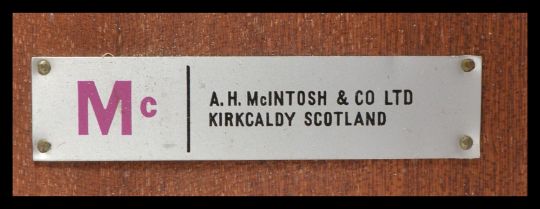 Mc
A.H. McINTOSH & CO LTD
KIRKCALDY SCOTLAND